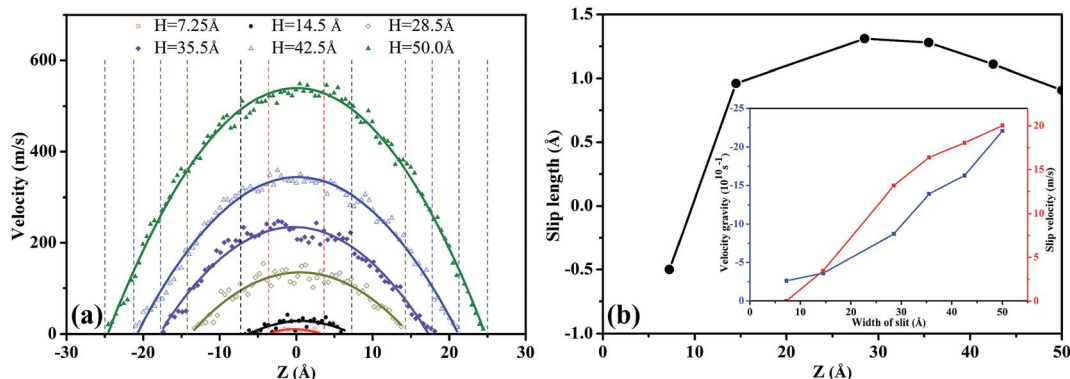 H=7.25Å H=14.5 Å H=28.5Å
H=35.5Å H=42.5Å H=50.0Å
600
400
200
0
Velocity (m/s)
(a)
-30 -20 -10 0 10 20 30
Z (Å)
1.5
1.0
0.5
0.0
-0.5
-1.0
Slip length (Å)
(b)
0 10 20 30 40 50
Z (Å)
-25
-20
-15
-10
-5
0
Velocity gravity (10¹⁰s⁻¹)
20
15
10
5
0
Slip velocity (m/s)
0 10 20 30 40 50
Width of slit (Å)